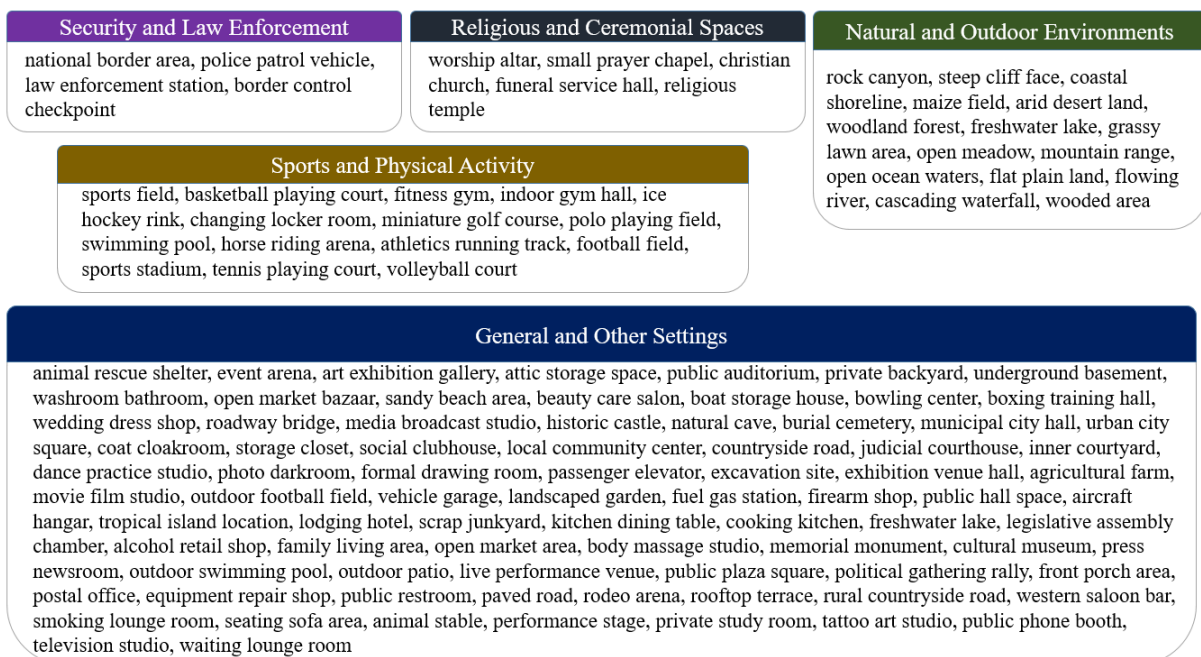 Security and Law Enforcement
national border area, police patrol vehicle,
law enforcement station, border control
checkpoint
Religious and Ceremonial Spaces
worship altar, small prayer chapel, christian
church, funeral service hall, religious
temple
Natural and Outdoor Environments
rock canyon, steep cliff face, coastal
shoreline, maize field, arid desert land,
woodland forest, freshwater lake, grassy
lawn area, open meadow, mountain range,
open ocean waters, flat plain land, flowing
river, cascading waterfall, wooded area
Sports and Physical Activity
sports field, basketball playing court, fitness gym, indoor gym hall, ice
hockey rink, changing locker room, miniature golf course, polo playing field,
swimming pool, horse riding arena, athletics running track, football field,
sports stadium, tennis playing court, volleyball court
General and Other Settings
animal rescue shelter, event arena, art exhibition gallery, attic storage space, public auditorium, private backyard, underground basement,
washroom bathroom, open market bazaar, sandy beach area, beauty care salon, boat storage house, bowling center, boxing training hall,
wedding dress shop, roadway bridge, media broadcast studio, historic castle, natural cave, burial cemetery, municipal city hall, urban city
square, coat cloakroom, storage closet, social clubhouse, local community center, countryside road, judicial courthouse, inner courtyard,
dance practice studio, photo darkroom, formal drawing room, passenger elevator, excavation site, exhibition venue hall, agricultural farm,
movie film studio, outdoor football field, vehicle garage, landscaped garden, fuel gas station, firearm shop, public hall space, aircraft
hangar, tropical island location, lodging hotel, scrap junkyard, kitchen dining table, cooking kitchen, freshwater lake, legislative assembly
chamber, alcohol retail shop, family living area, open market area, body massage studio, memorial monument, cultural museum, press
newsroom, outdoor swimming pool, outdoor patio, live performance venue, public plaza square, political gathering rally, front porch area,
postal office, equipment repair shop, public restroom, paved road, rodeo arena, rooftop terrace, rural countryside road, western saloon bar,
smoking lounge room, seating sofa area, animal stable, performance stage, private study room, tattoo art studio, public phone booth,
television studio, waiting lounge room